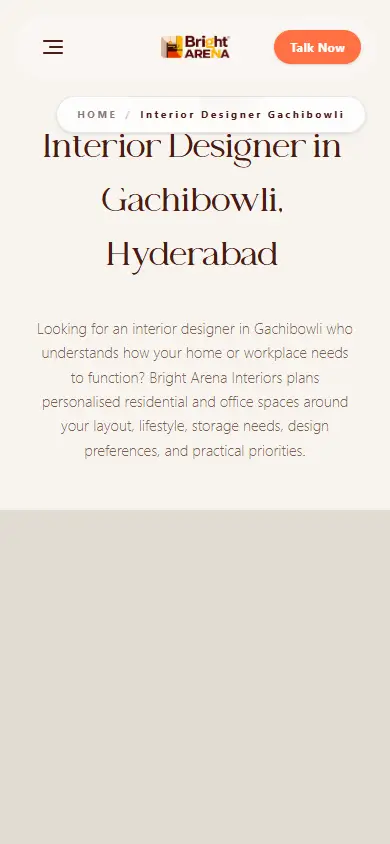 Bright
ARENA
Talk Now
HOME / Interior Designer Gachibowli
Interior Designer in
Gachibowli,
Hyderabad
Looking for an interior designer in Gachibowli who
understands how your home or workplace needs
to function? Bright Arena Interiors plans
personalised residential and office spaces around
your layout, lifestyle, storage needs, design
preferences, and practical priorities.